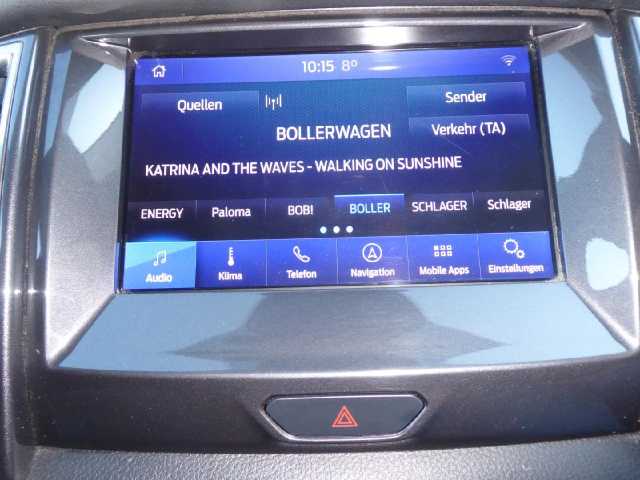 10:15 8°
Quellen
Sender
BOLLERWAGEN
Verkehr (TA)
KATRINA AND THE WAVES - WALKING ON SUNSHINE
ENERGY Paloma BOB! BOLLER SCHLAGER Schlager
Audio Klima Telefon Navigation Mobile Apps Einstellungen